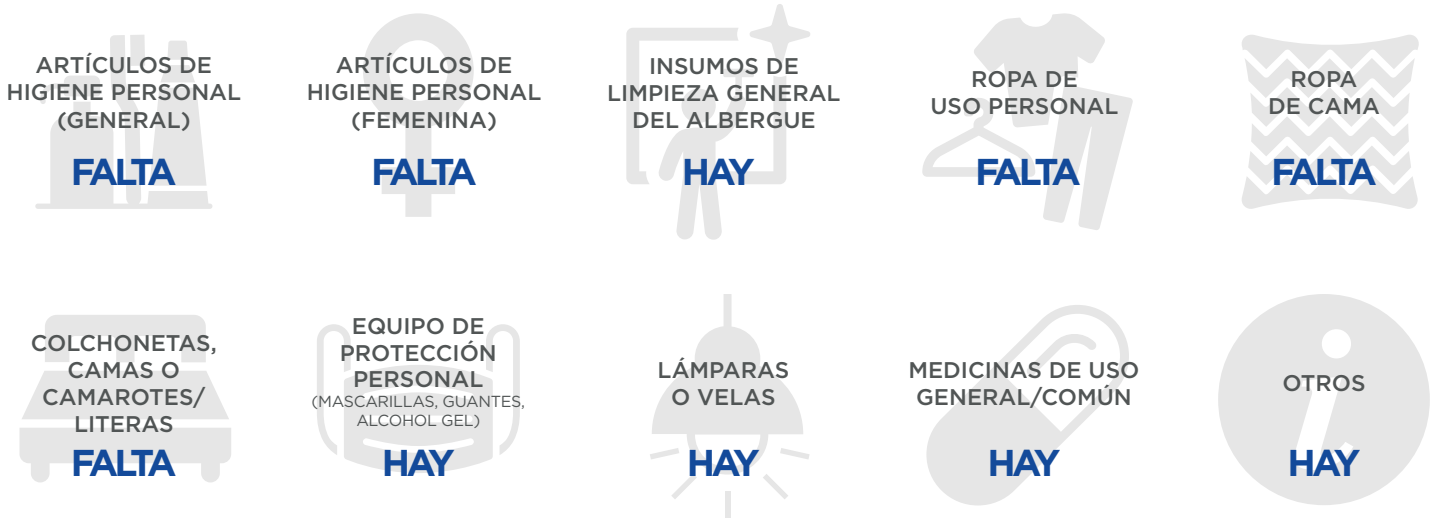 ARTÍCULOS DE
HIGIENE PERSONAL
(GENERAL)
FALTA
ARTÍCULOS DE
HIGIENE PERSONAL
(FEMENINA)
FALTA
INSUMOS DE
LIMPIEZA GENERAL
DEL ALBERGUE
HAY
ROPA DE
USO PERSONAL
FALTA
ROPA
DE CAMA
FALTA
COLCHONETAS,
CAMAS O
CAMAROTES/
LITERAS
FALTA
EQUIPO DE
PROTECCIÓN
PERSONAL
(MASCARILLAS, GUANTES,
ALCOHOL GEL)
HAY
LÁMPARAS
O VELAS
HAY
MEDICINAS DE USO
GENERAL/COMÚN
HAY
OTROS
HAY